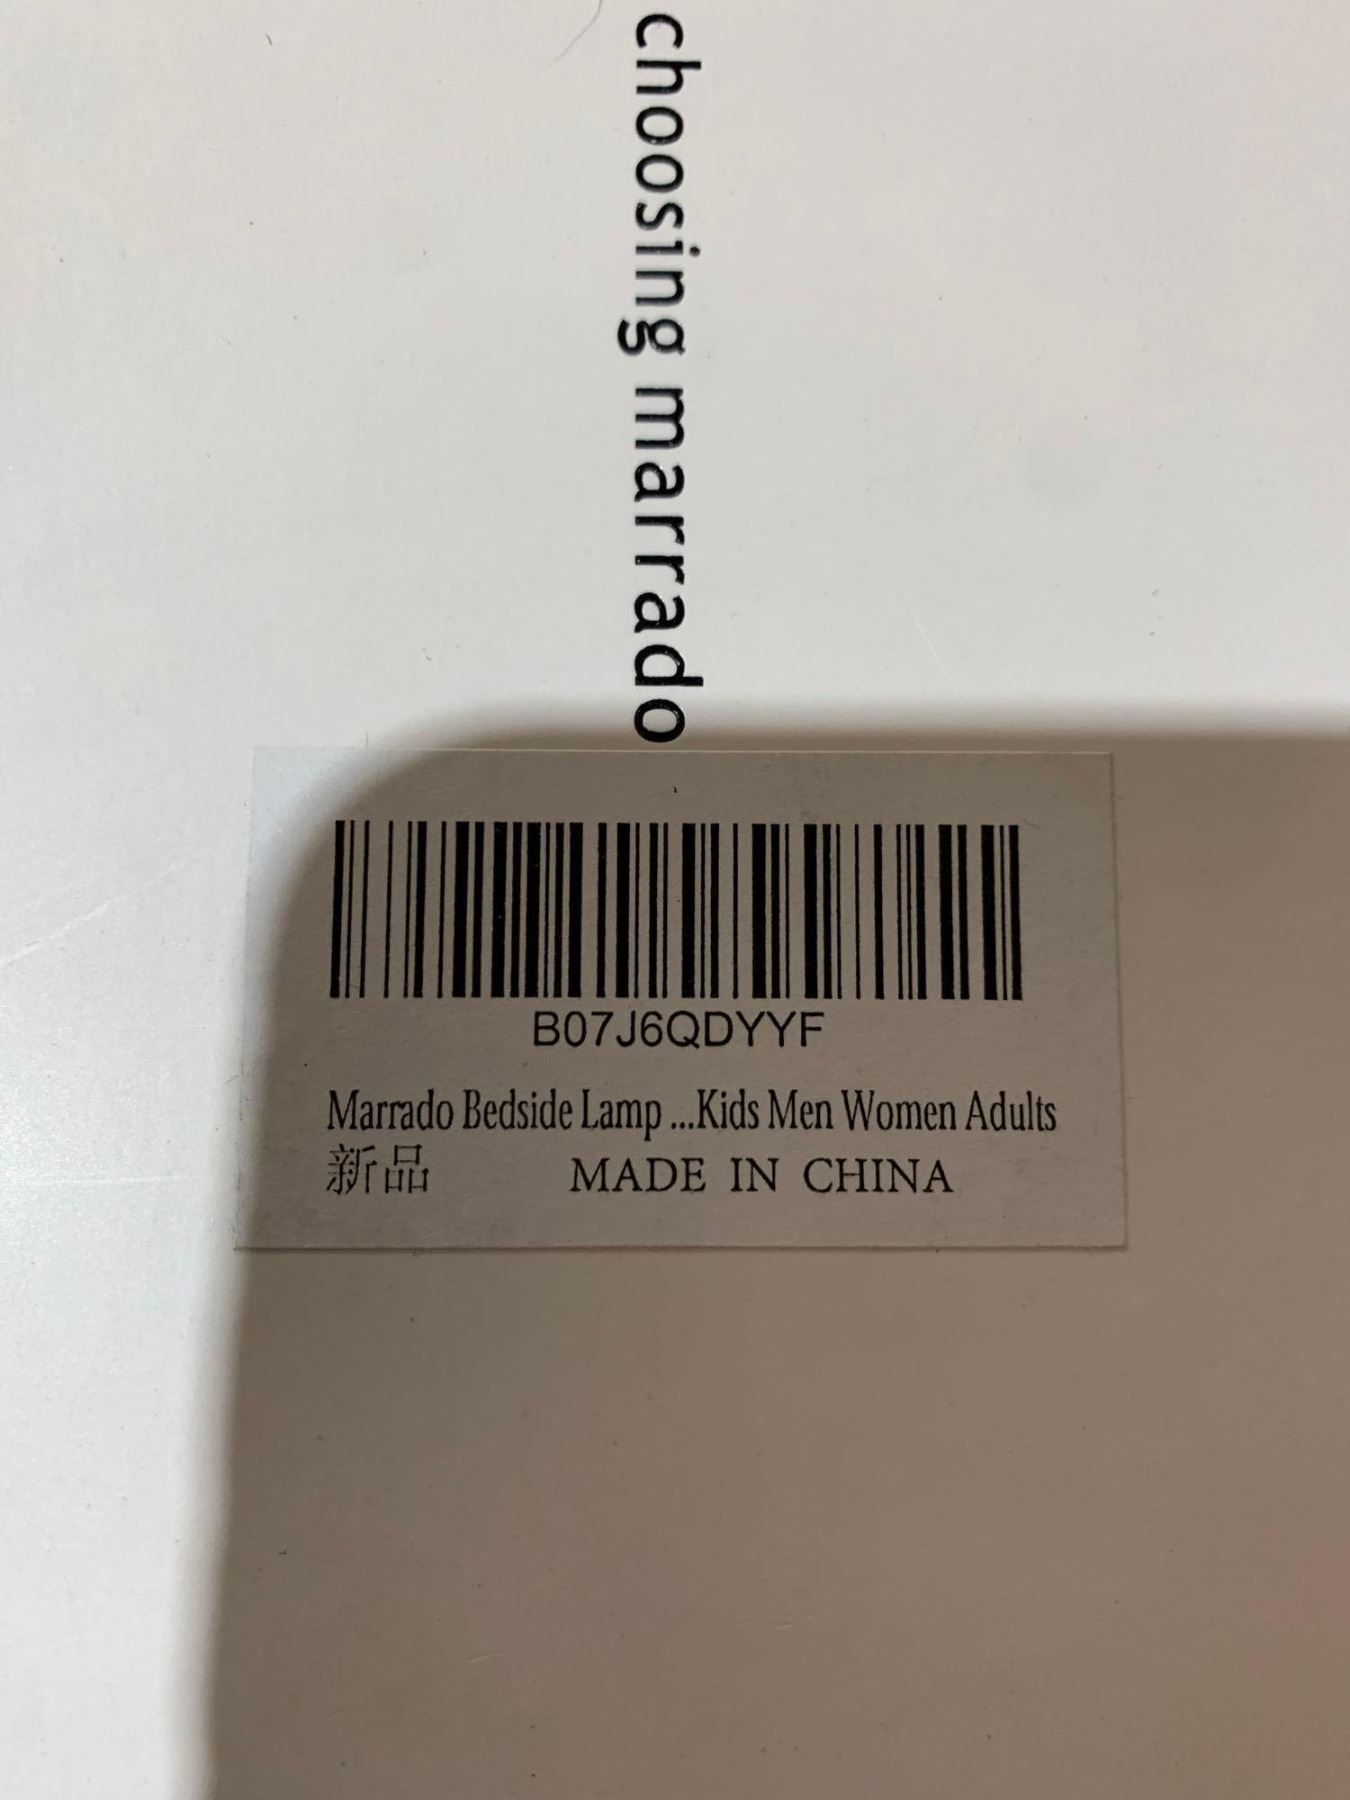 choosing marrado
B07J6QDYYF
Marrado Bedside Lamp ...Kids Men Women Adults
新品 MADE IN CHINA